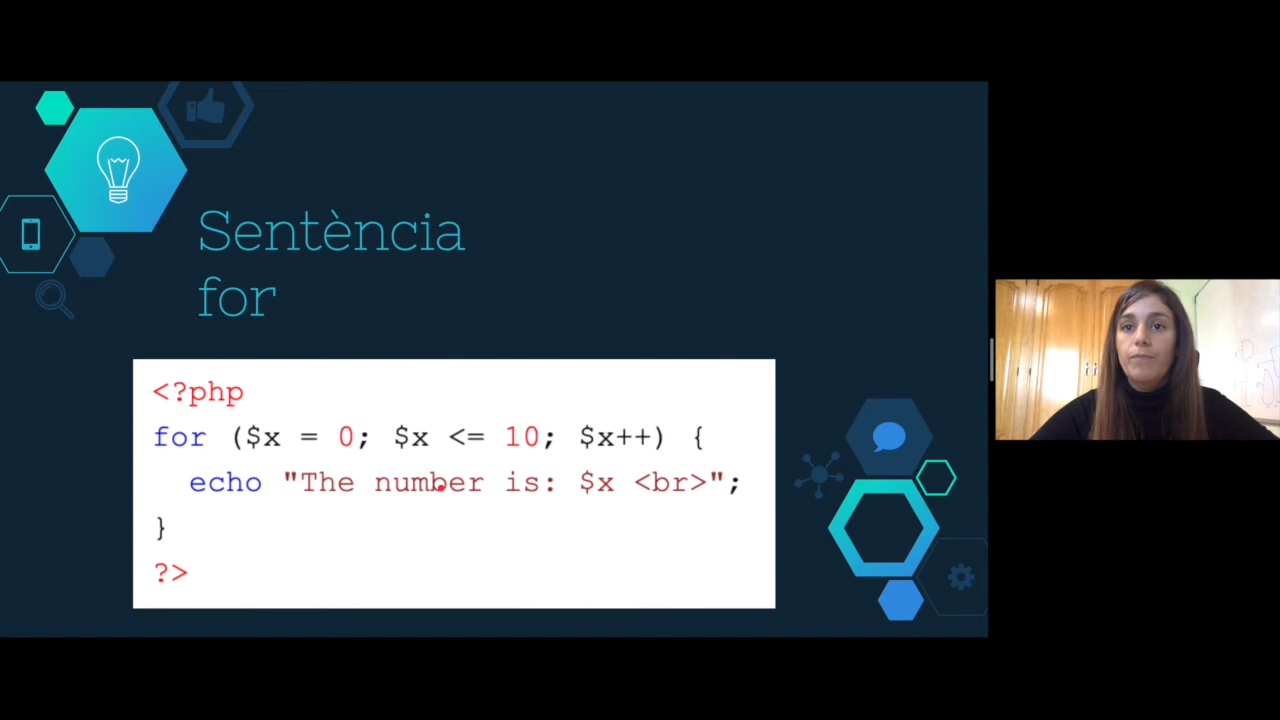 Sentència
for
<?php
for ($x = 0; $x <= 10; $x++) {
echo "The number is: $x <br>";
}
?>